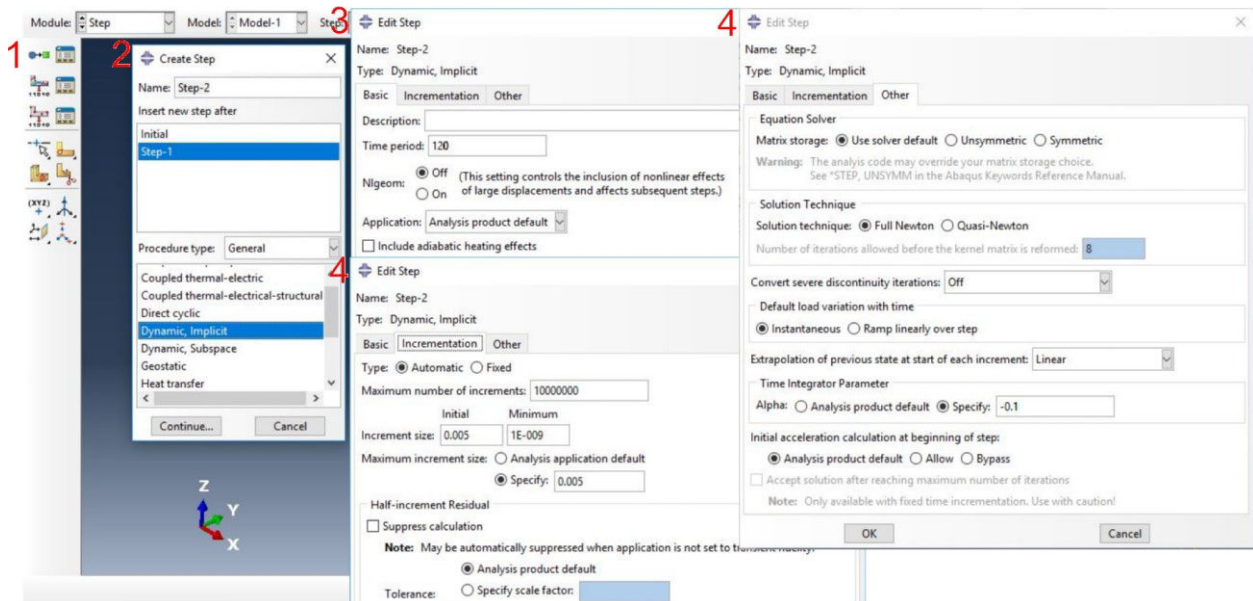 Module: Step Model: Model-1 Step:
1
2
Create Step
Name: Step-2
Insert new step after
Initial
Step-1
Procedure type: General
Coupled thermal-electric
Coupled thermal-electrical-structural
Direct cyclic
Dynamic, Implicit
Dynamic, Subspace
Geostatic
Heat transfer
Continue... Cancel
(XYZ)
Z
Y
X
3
Edit Step
Name: Step-2
Type: Dynamic, Implicit
Basic Incrementation Other
Description:
Time period: 120
Nlgeom: Off (This setting controls the inclusion of nonlinear effects
On of large displacements and affects subsequent steps.)
Application: Analysis product default
Include adiabatic heating effects
4
Edit Step
Name: Step-2
Type: Dynamic, Implicit
Basic Incrementation Other
Type: Automatic Fixed
Maximum number of increments: 10000000
Initial Minimum
Increment size: 0.005 1E-009
Maximum increment size: Analysis application default
Specify: 0.005
Half-increment Residual
Suppress calculation
Note: May be automatically suppressed when application is not set to transient fidelity.
Analysis product default
Tolerance: Specify scale factor:
4
Edit Step
Name: Step-2
Type: Dynamic, Implicit
Basic Incrementation Other
Equation Solver
Matrix storage: Use solver default Unsymmetric Symmetric
Warning: The analyis code may override your matrix storage choice.
See *STEP, UNSYMM in the Abaqus Keywords Reference Manual.
Solution Technique
Solution technique: Full Newton Quasi-Newton
Number of iterations allowed before the kernel matrix is reformed: 8
Convert severe discontinuity iterations: Off
Default load variation with time
Instantaneous Ramp linearly over step
Extrapolation of previous state at start of each increment: Linear
Time Integrator Parameter
Alpha: Analysis product default Specify: -0.1
Initial acceleration calculation at beginning of step:
Analysis product default Allow Bypass
Accept solution after reaching maximum number of iterations
Note: Only available with fixed time incrementation. Use with caution!
OK Cancel